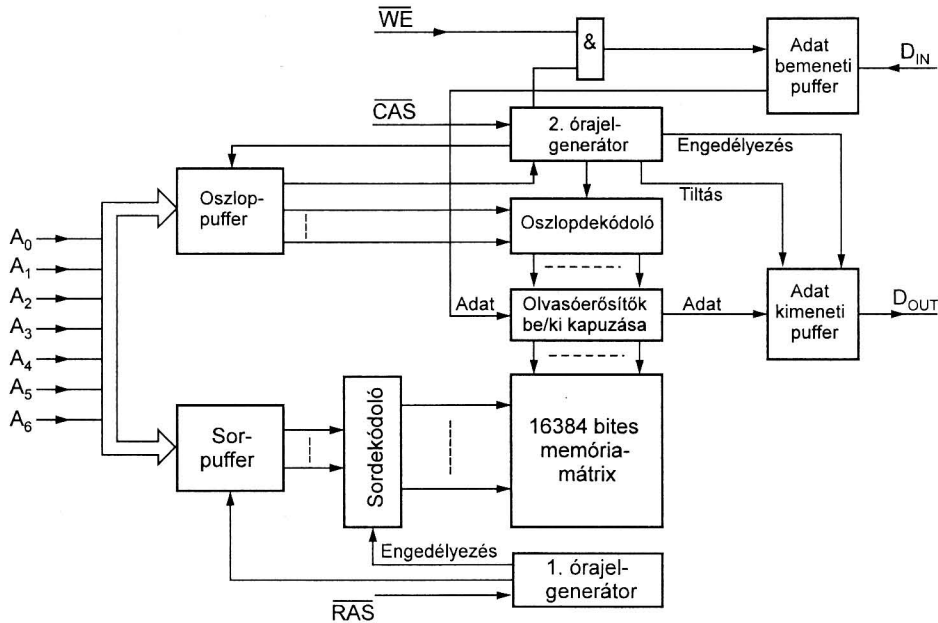 WE
&
Adat
bemeneti
puffer
D_IN
CAS
2. órajel-
generátor
Engedélyezés
Tiltás
Oszlop-
puffer
Oszlopdekódoló
A₀
A₁
A₂
A₃
A₄
A₅
A₆
Adat
Olvasóerősítők
be/ki kapuzása
Adat
Adat
kimeneti
puffer
D_OUT
Sor-
puffer
Sordekódoló
16384 bites
memória-
mátrix
Engedélyezés
1. órajel-
generátor
RAS